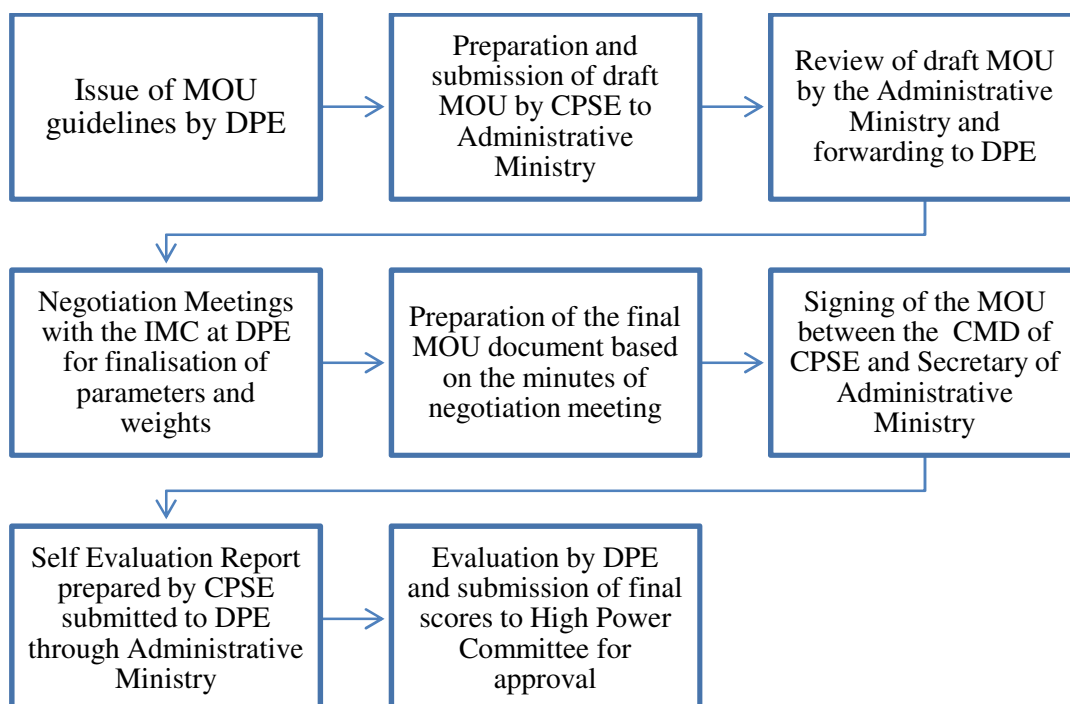 Issue of MOU
guidelines by DPE
Preparation and
submission of draft
MOU by CPSE to
Administrative
Ministry
Review of draft MOU
by the Administrative
Ministry and
forwarding to DPE
Negotiation Meetings
with the IMC at DPE
for finalisation of
parameters and
weights
Preparation of the final
MOU document based
on the minutes of
negotiation meeting
Signing of the MOU
between the CMD of
CPSE and Secretary of
Administrative
Ministry
Self Evaluation Report
prepared by CPSE
submitted to DPE
through Administrative
Ministry
Evaluation by DPE
and submission of final
scores to High Power
Committee for
approval